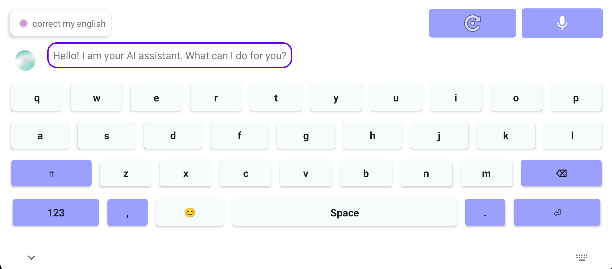 correct my english
Hello! I am your AI assistant. What can I do for you?
q w e r t y u i o p
a s d f g h j k l
⇧ z x c v b n m ⌫
123 , 😊 Space . ⏎